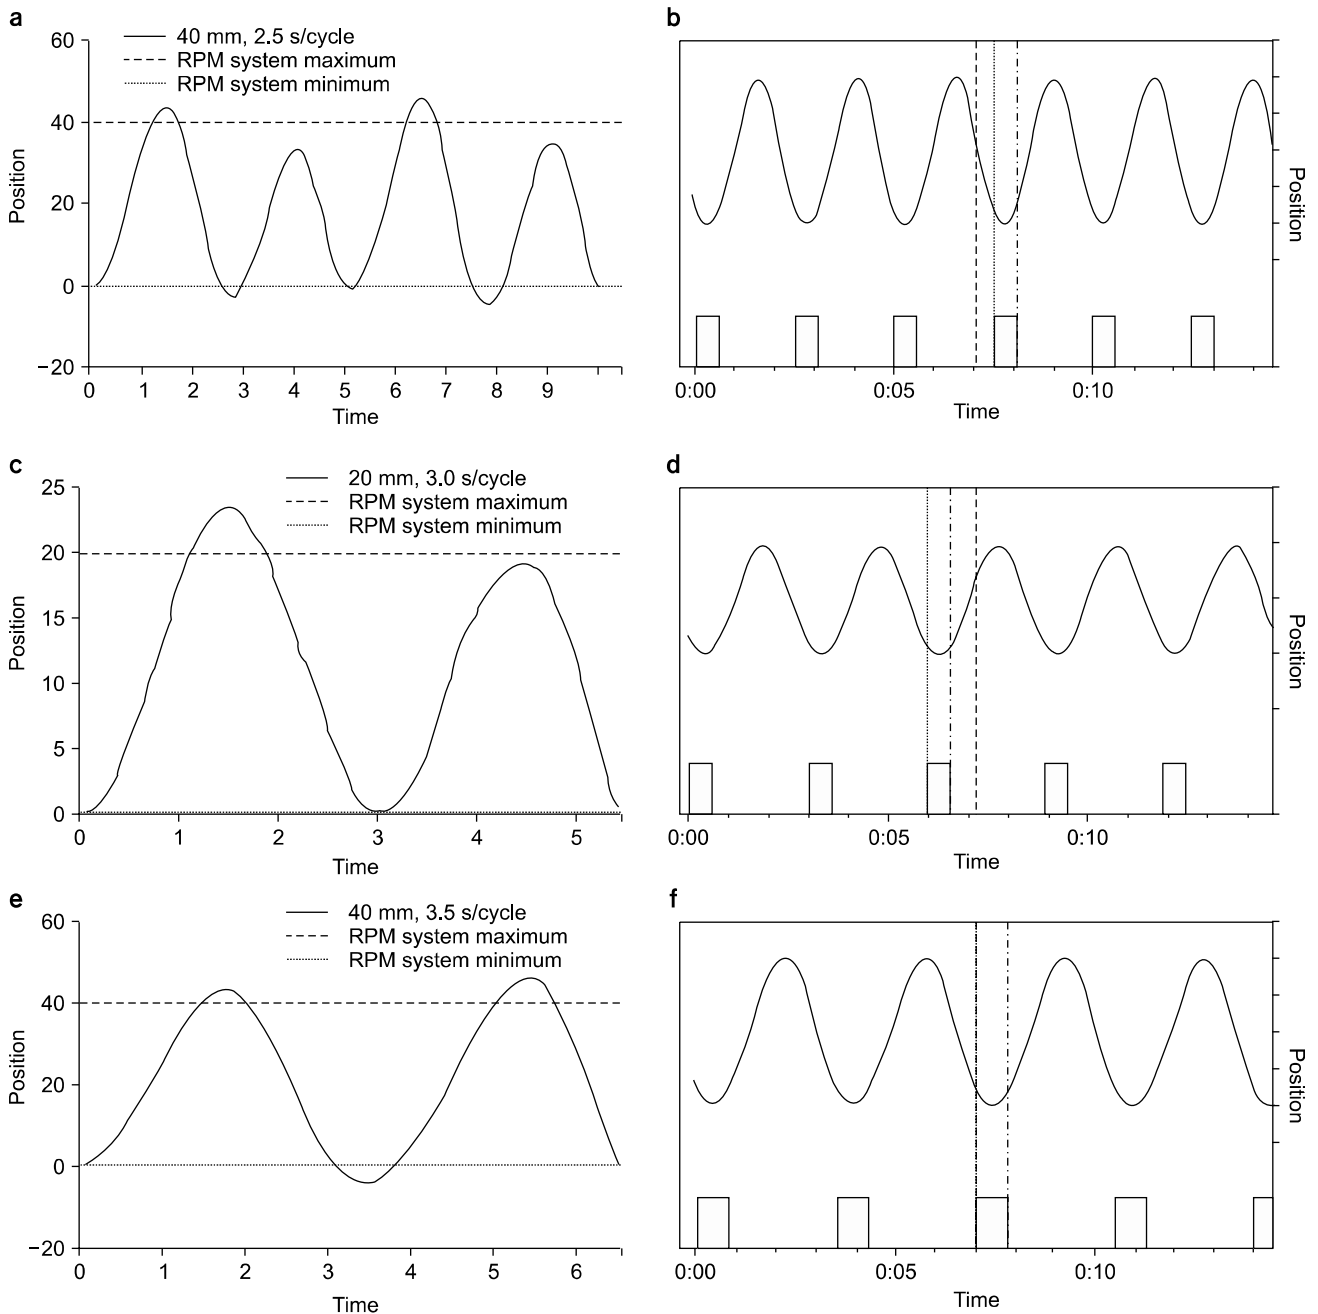 a
40 mm, 2.5 s/cycle
RPM system maximum
RPM system minimum
60
40
20
0
−20
Position
0 1 2 3 4 5 6 7 8 9
Time
b
Position
0:00 0:05 0:10
Time
c
20 mm, 3.0 s/cycle
RPM system maximum
RPM system minimum
25
20
15
10
5
0
Position
0 1 2 3 4 5
Time
d
Position
0:00 0:05 0:10
Time
e
40 mm, 3.5 s/cycle
RPM system maximum
RPM system minimum
60
40
20
0
−20
Position
0 1 2 3 4 5 6
Time
f
Position
0:00 0:05 0:10
Time